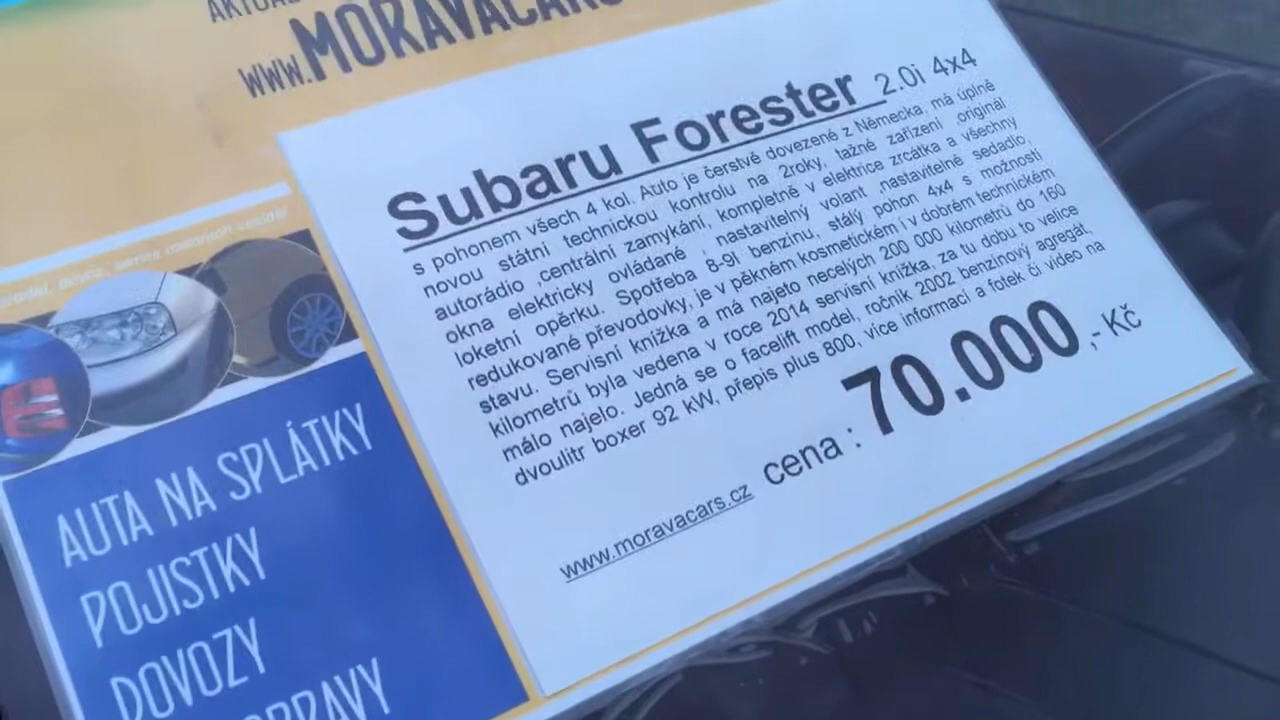 www.MORAVACARS
Subaru Forester 2.0i 4x4
s pohonem všech 4 kol. Auto je čerstvě dovezené z Německa, má úplně
novou státní technickou kontrolu na 2roky, tažné zařízení originál
autorádio ,centrální zamykání, kompletně v elektrice zrcátka a všechny
okna elektricky ovládané nastavitelný volant nastavitelné sedadlo,
loketní opěrku. Spotřeba 8-9l benzínu, stálý pohon 4x4 s možností
redukované převodovky, je v pěkném kosmetickém i v dobrém technickém
stavu. Servisní knížka a má najeto necelých 200 000 kilometrů do 160
kilometrů byla vedena v roce 2014 servisní knížka, za tu dobu to velice
málo najelo. Jedná se o facelift model, ročník 2002 benzinový agregát,
dvoulitr boxer 92 kW, přepis plus 800, více informací a fotek či video na
www.moravacars.cz cena : 70.000,- Kč
AUTA NA SPLÁTKY
POJISTKY
DOVOZY